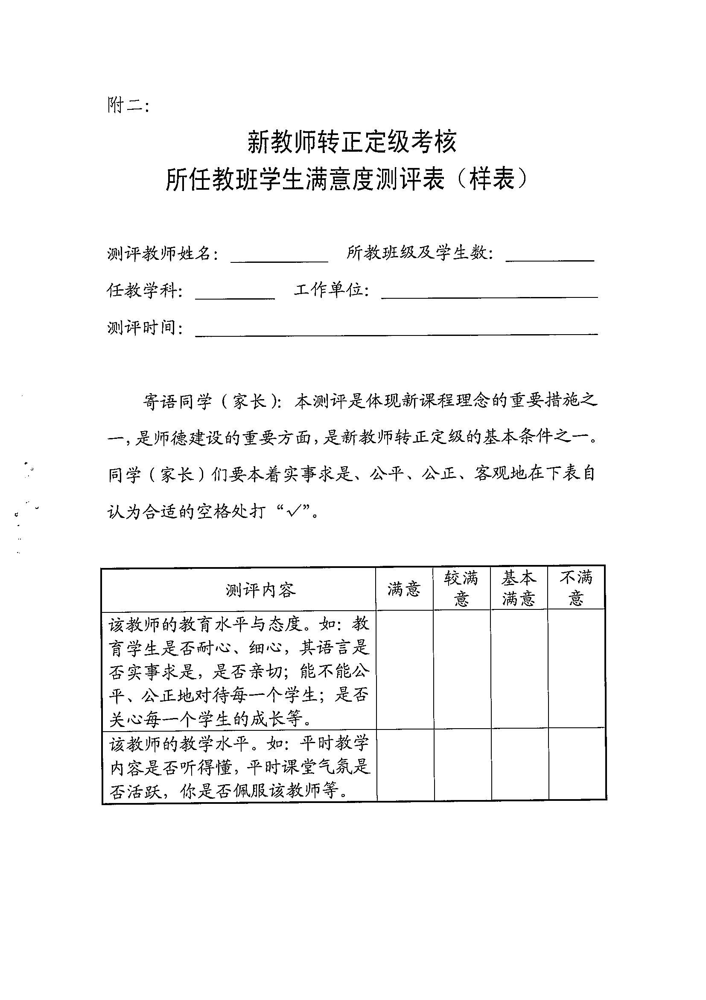 附二：
新教师转正定级考核
所任教班学生满意度测评表（样表）
测评教师姓名： 所教班级及学生数：
任教学科： 工作单位：
测评时间：
寄语同学（家长）：本测评是体现新课程理念的重要措施之
一，是师德建设的重要方面，是新教师转正定级的基本条件之一。
同学（家长）们要本着实事求是、公平、公正、客观地在下表自
认为合适的空格处打“√”。
测评内容 满意 较满意 基本满意 不满意
该教师的教育水平与态度。如：教
育学生是否耐心、细心，其语言是
否实事求是，是否亲切；能不能公
平、公正地对待每一个学生；是否
关心每一个学生的成长等。
该教师的教学水平。如：平时教学
内容是否听得懂，平时课堂气氛是
否活跃，你是否佩服该教师等。